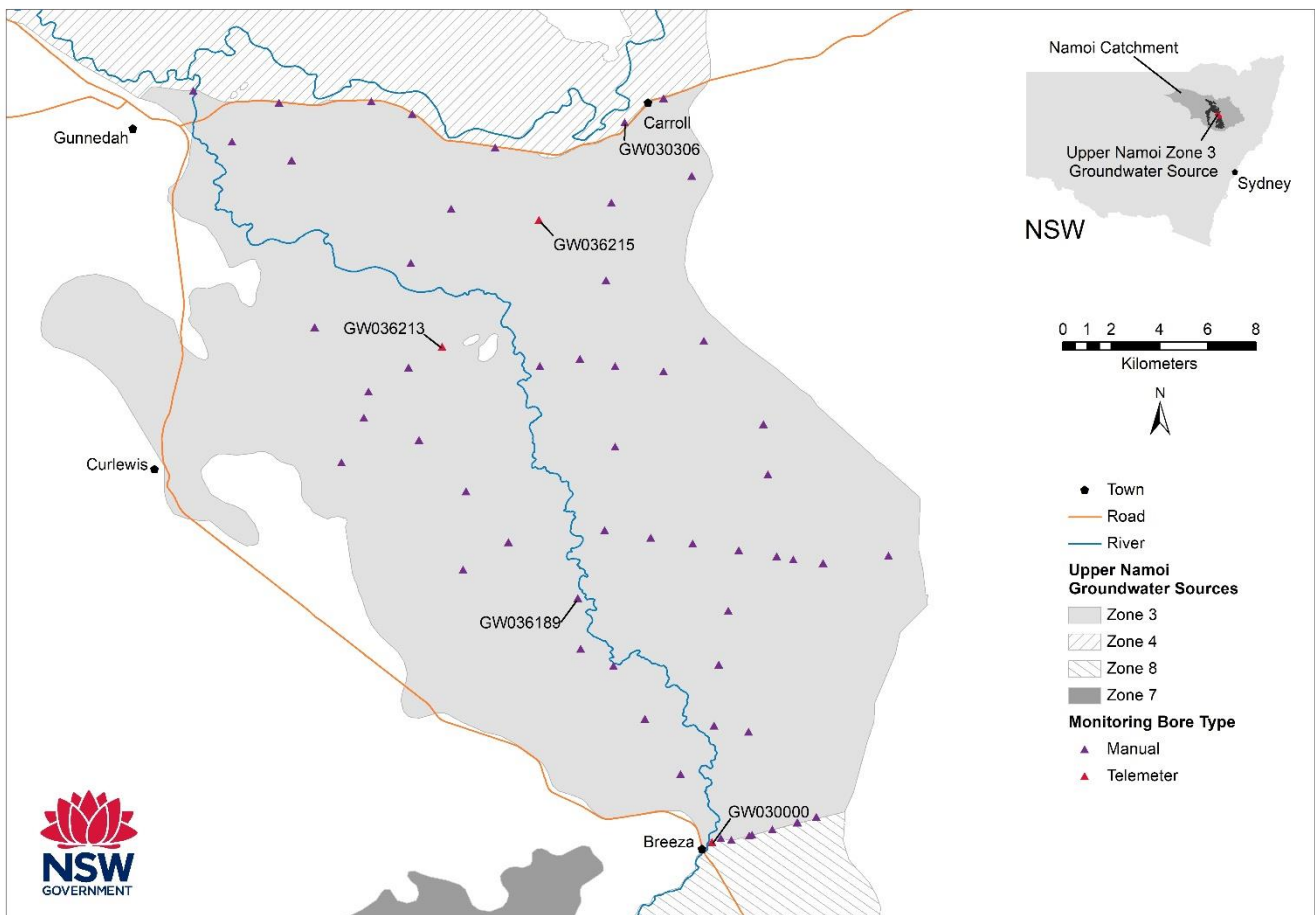 Namoi Catchment
Gunnedah
Carroll
GW030306
Upper Namoi Zone 3
Groundwater Source
Sydney
NSW
GW036215
GW036213
0 1 2 4 6 8
Kilometers
N
Curlewis
Town
Road
River
Upper Namoi
Groundwater Sources
Zone 3
GW036189
Zone 4
Zone 8
Zone 7
Monitoring Bore Type
Manual
Telemeter
GW030000
Breeza
NSW
GOVERNMENT